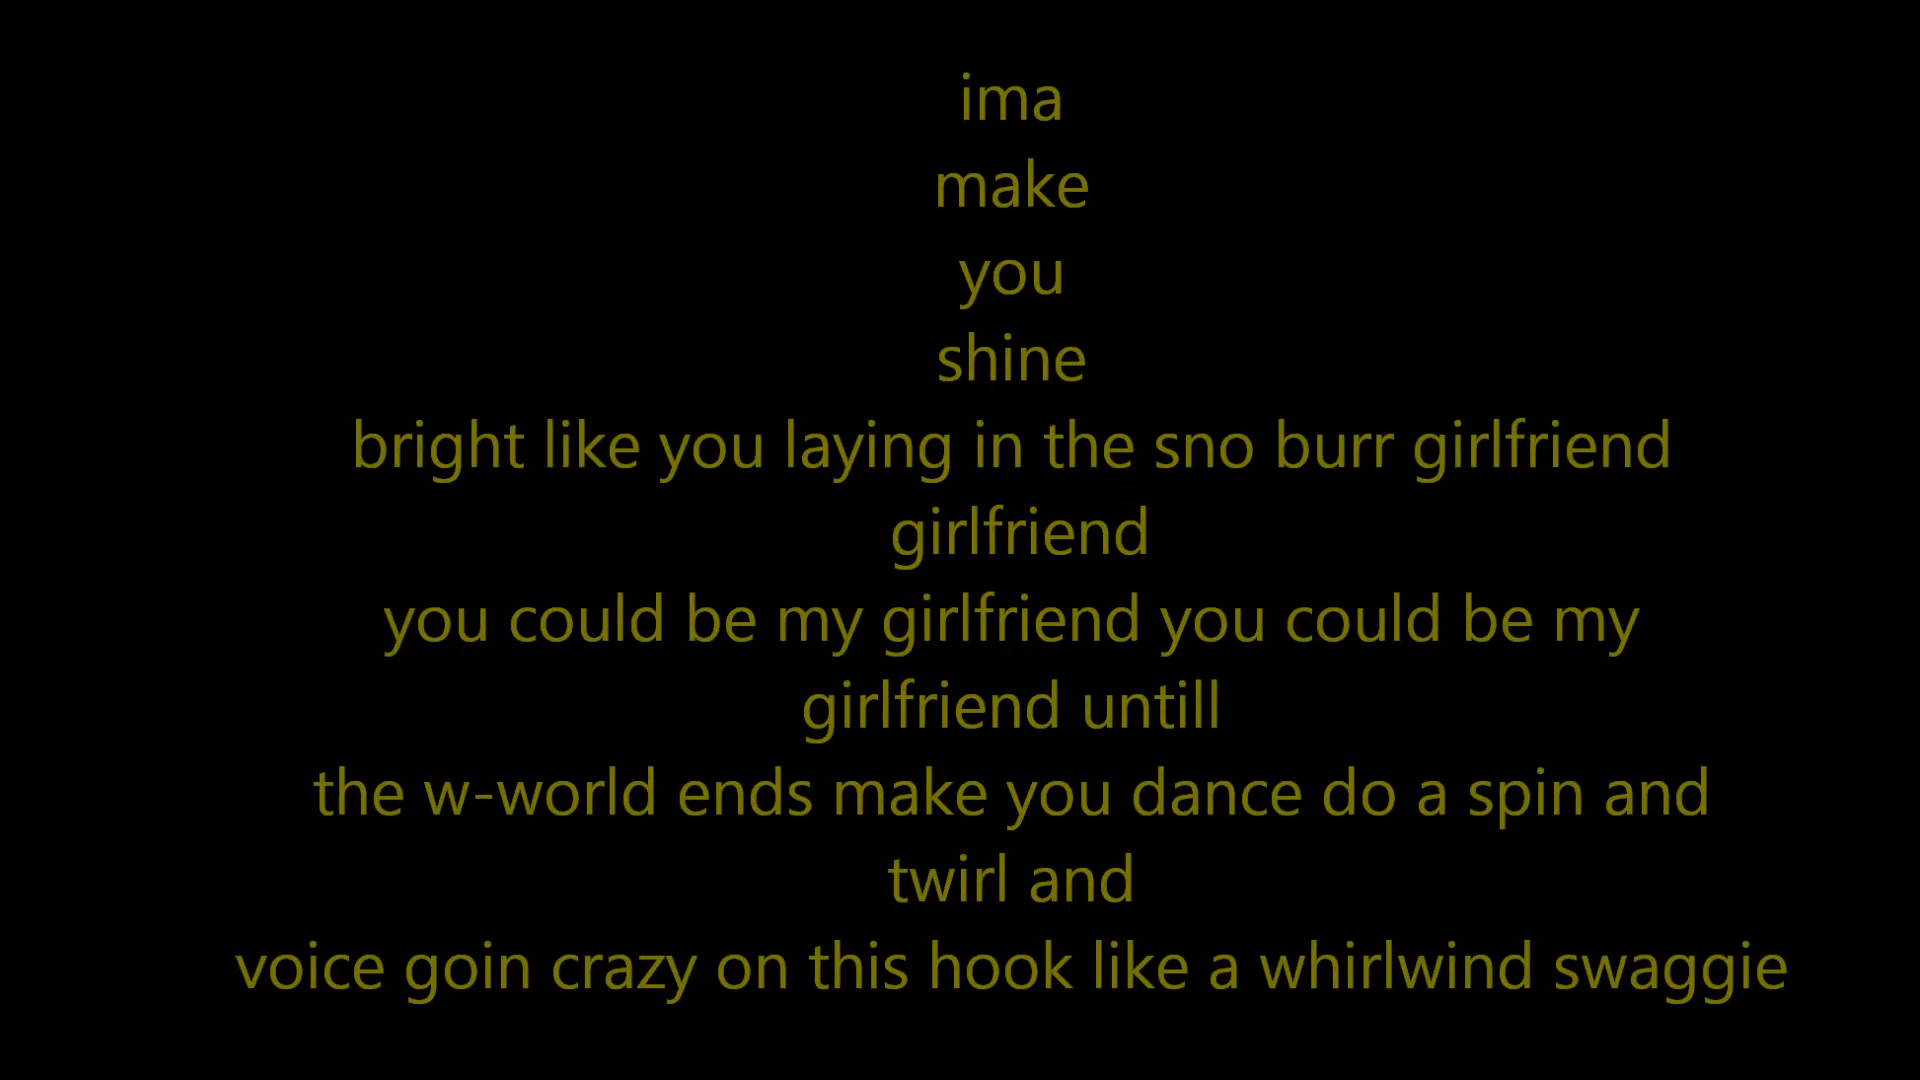 ima
make
you
shine
bright like you laying in the sno burr girlfriend
girlfriend
you could be my girlfriend you could be my
girlfriend untill
the w-world ends make you dance do a spin and
twirl and
voice goin crazy on this hook like a whirlwind swaggie